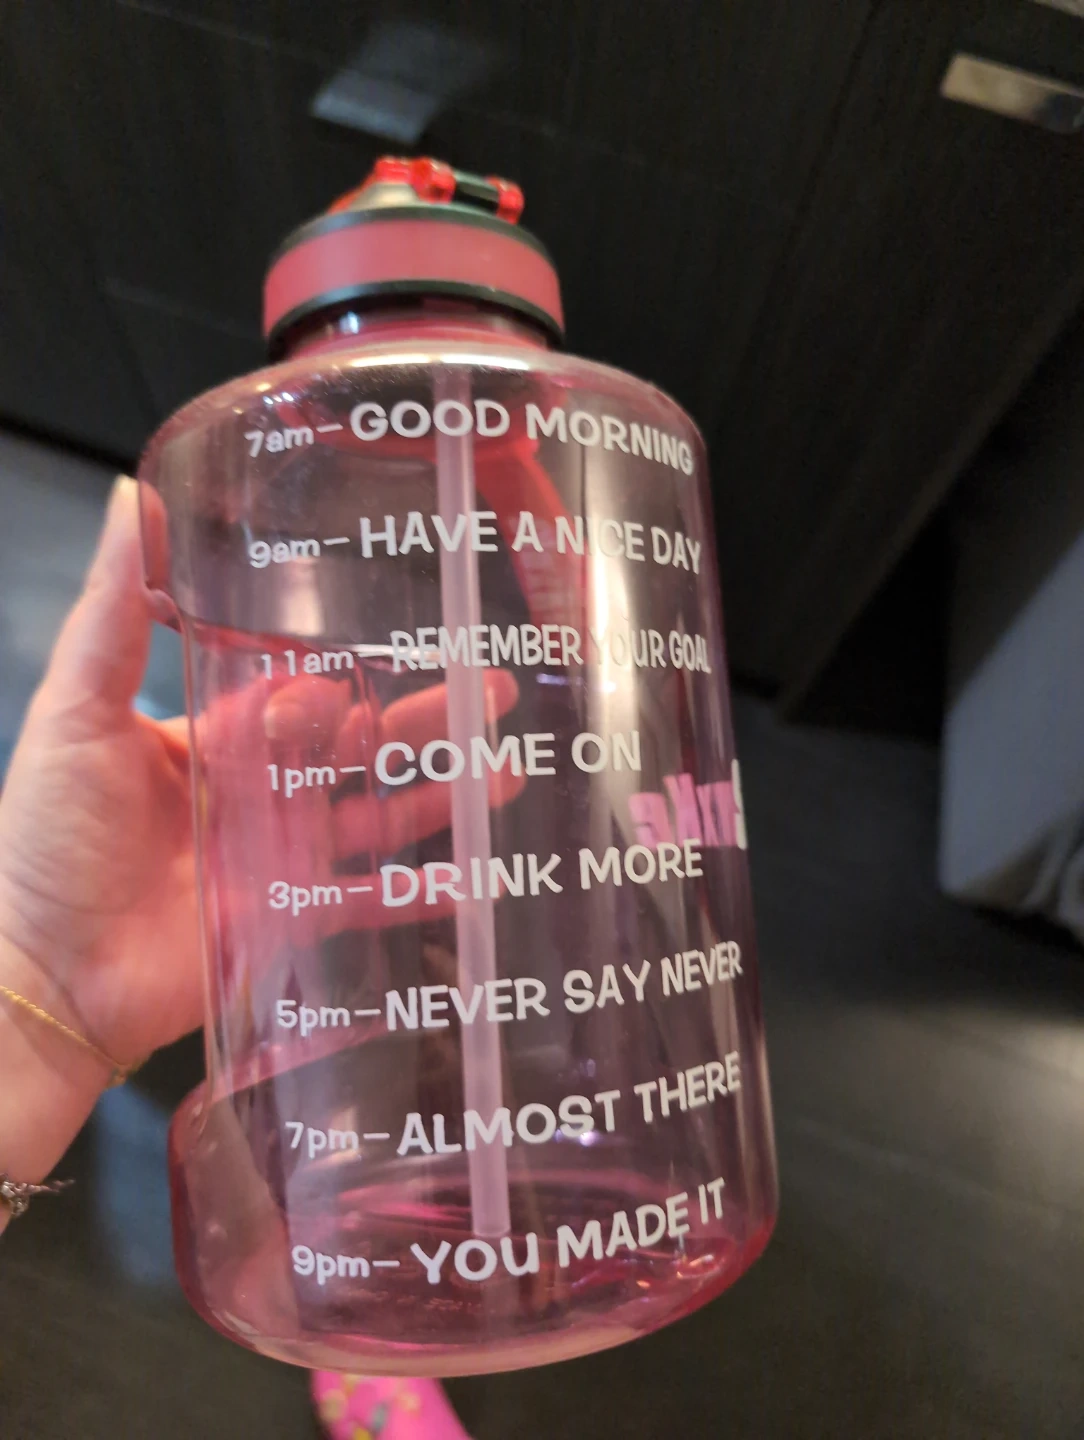 7am— GOOD MORNING
9am— HAVE A NICE DAY
11am— REMEMBER YOUR GOAL
1pm— COME ON
3pm— DRINK MORE
5pm— NEVER SAY NEVER
7pm— ALMOST THERE
9pm— YOU MADE IT